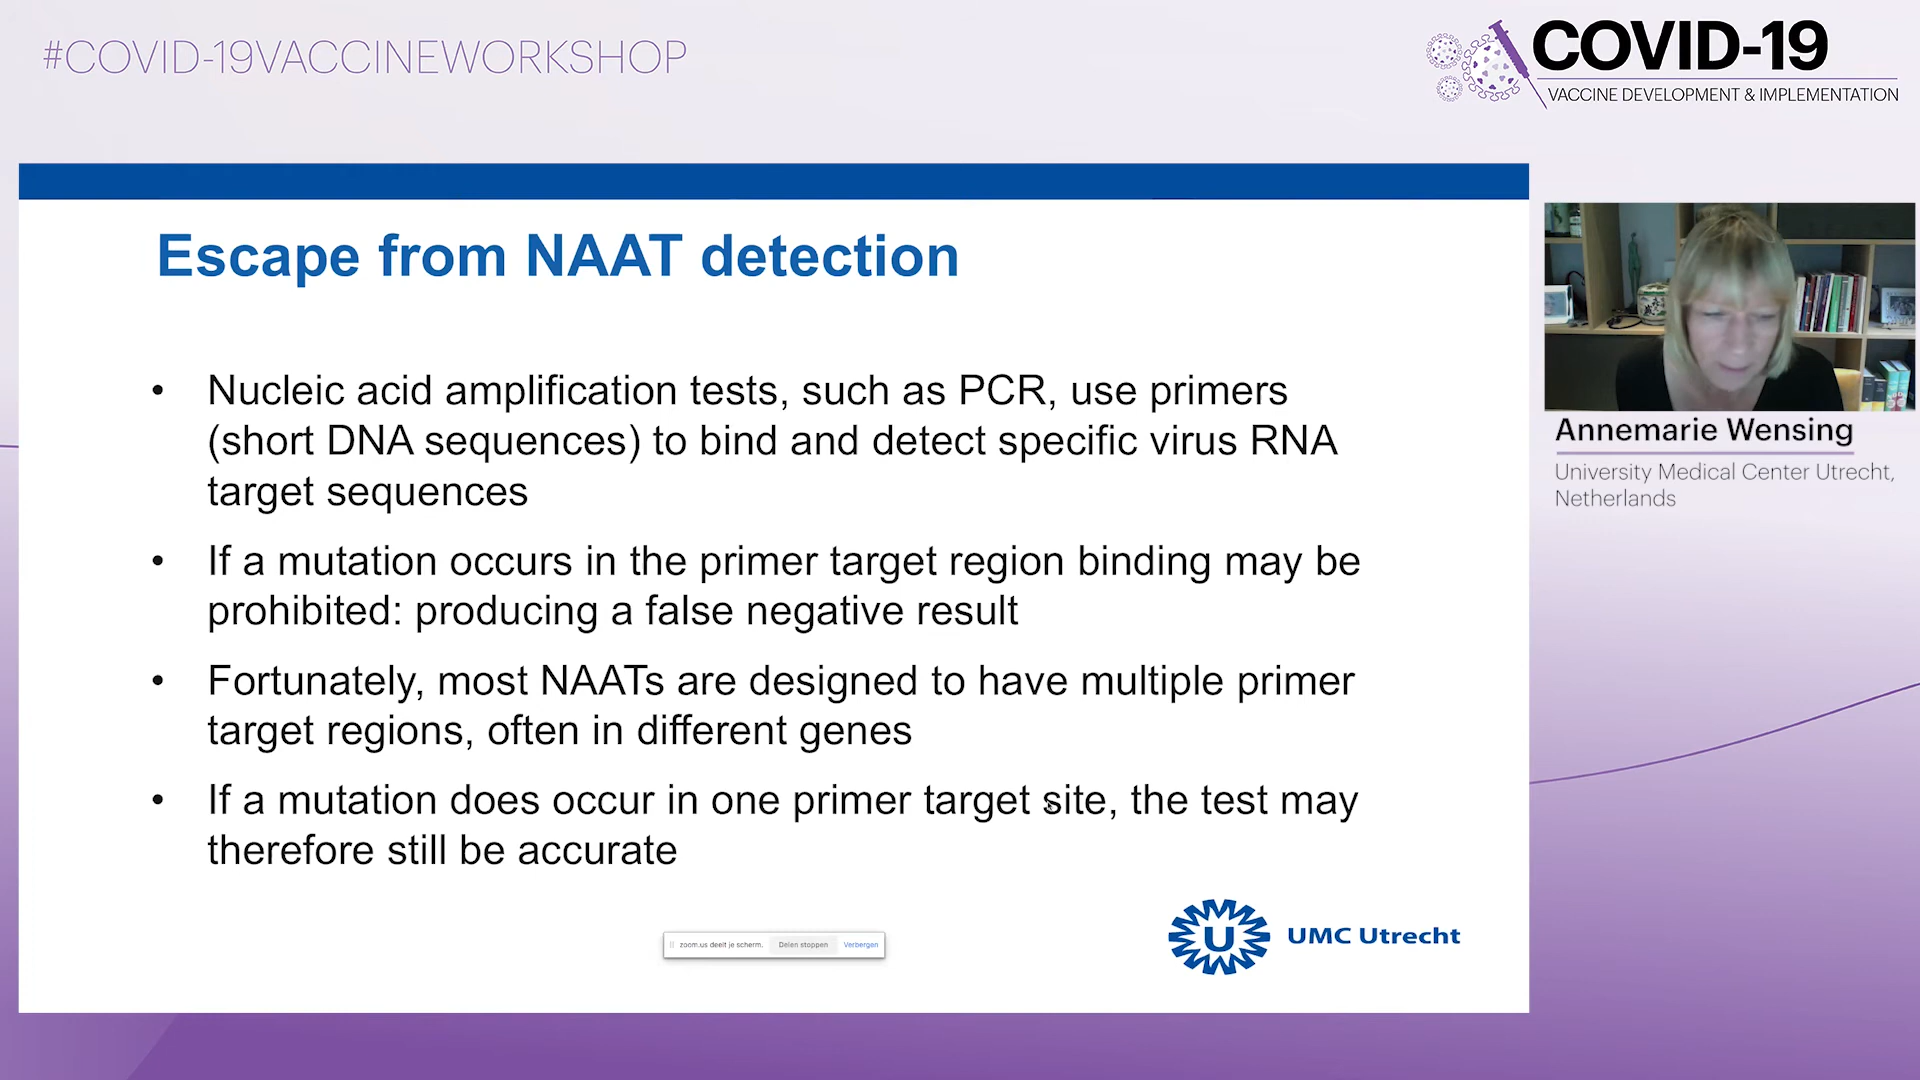 #COVID-19VACCINEWORKSHOP
COVID-19
VACCINE DEVELOPMENT & IMPLEMENTATION
Escape from NAAT detection
• Nucleic acid amplification tests, such as PCR, use primers
(short DNA sequences) to bind and detect specific virus RNA
target sequences
• If a mutation occurs in the primer target region binding may be
prohibited: producing a false negative result
• Fortunately, most NAATs are designed to have multiple primer
target regions, often in different genes
• If a mutation does occur in one primer target site, the test may
therefore still be accurate
Annemarie Wensing
University Medical Center Utrecht,
Netherlands
zoom.us deelt je scherm. Delen stoppen Verbergen
U UMC Utrecht